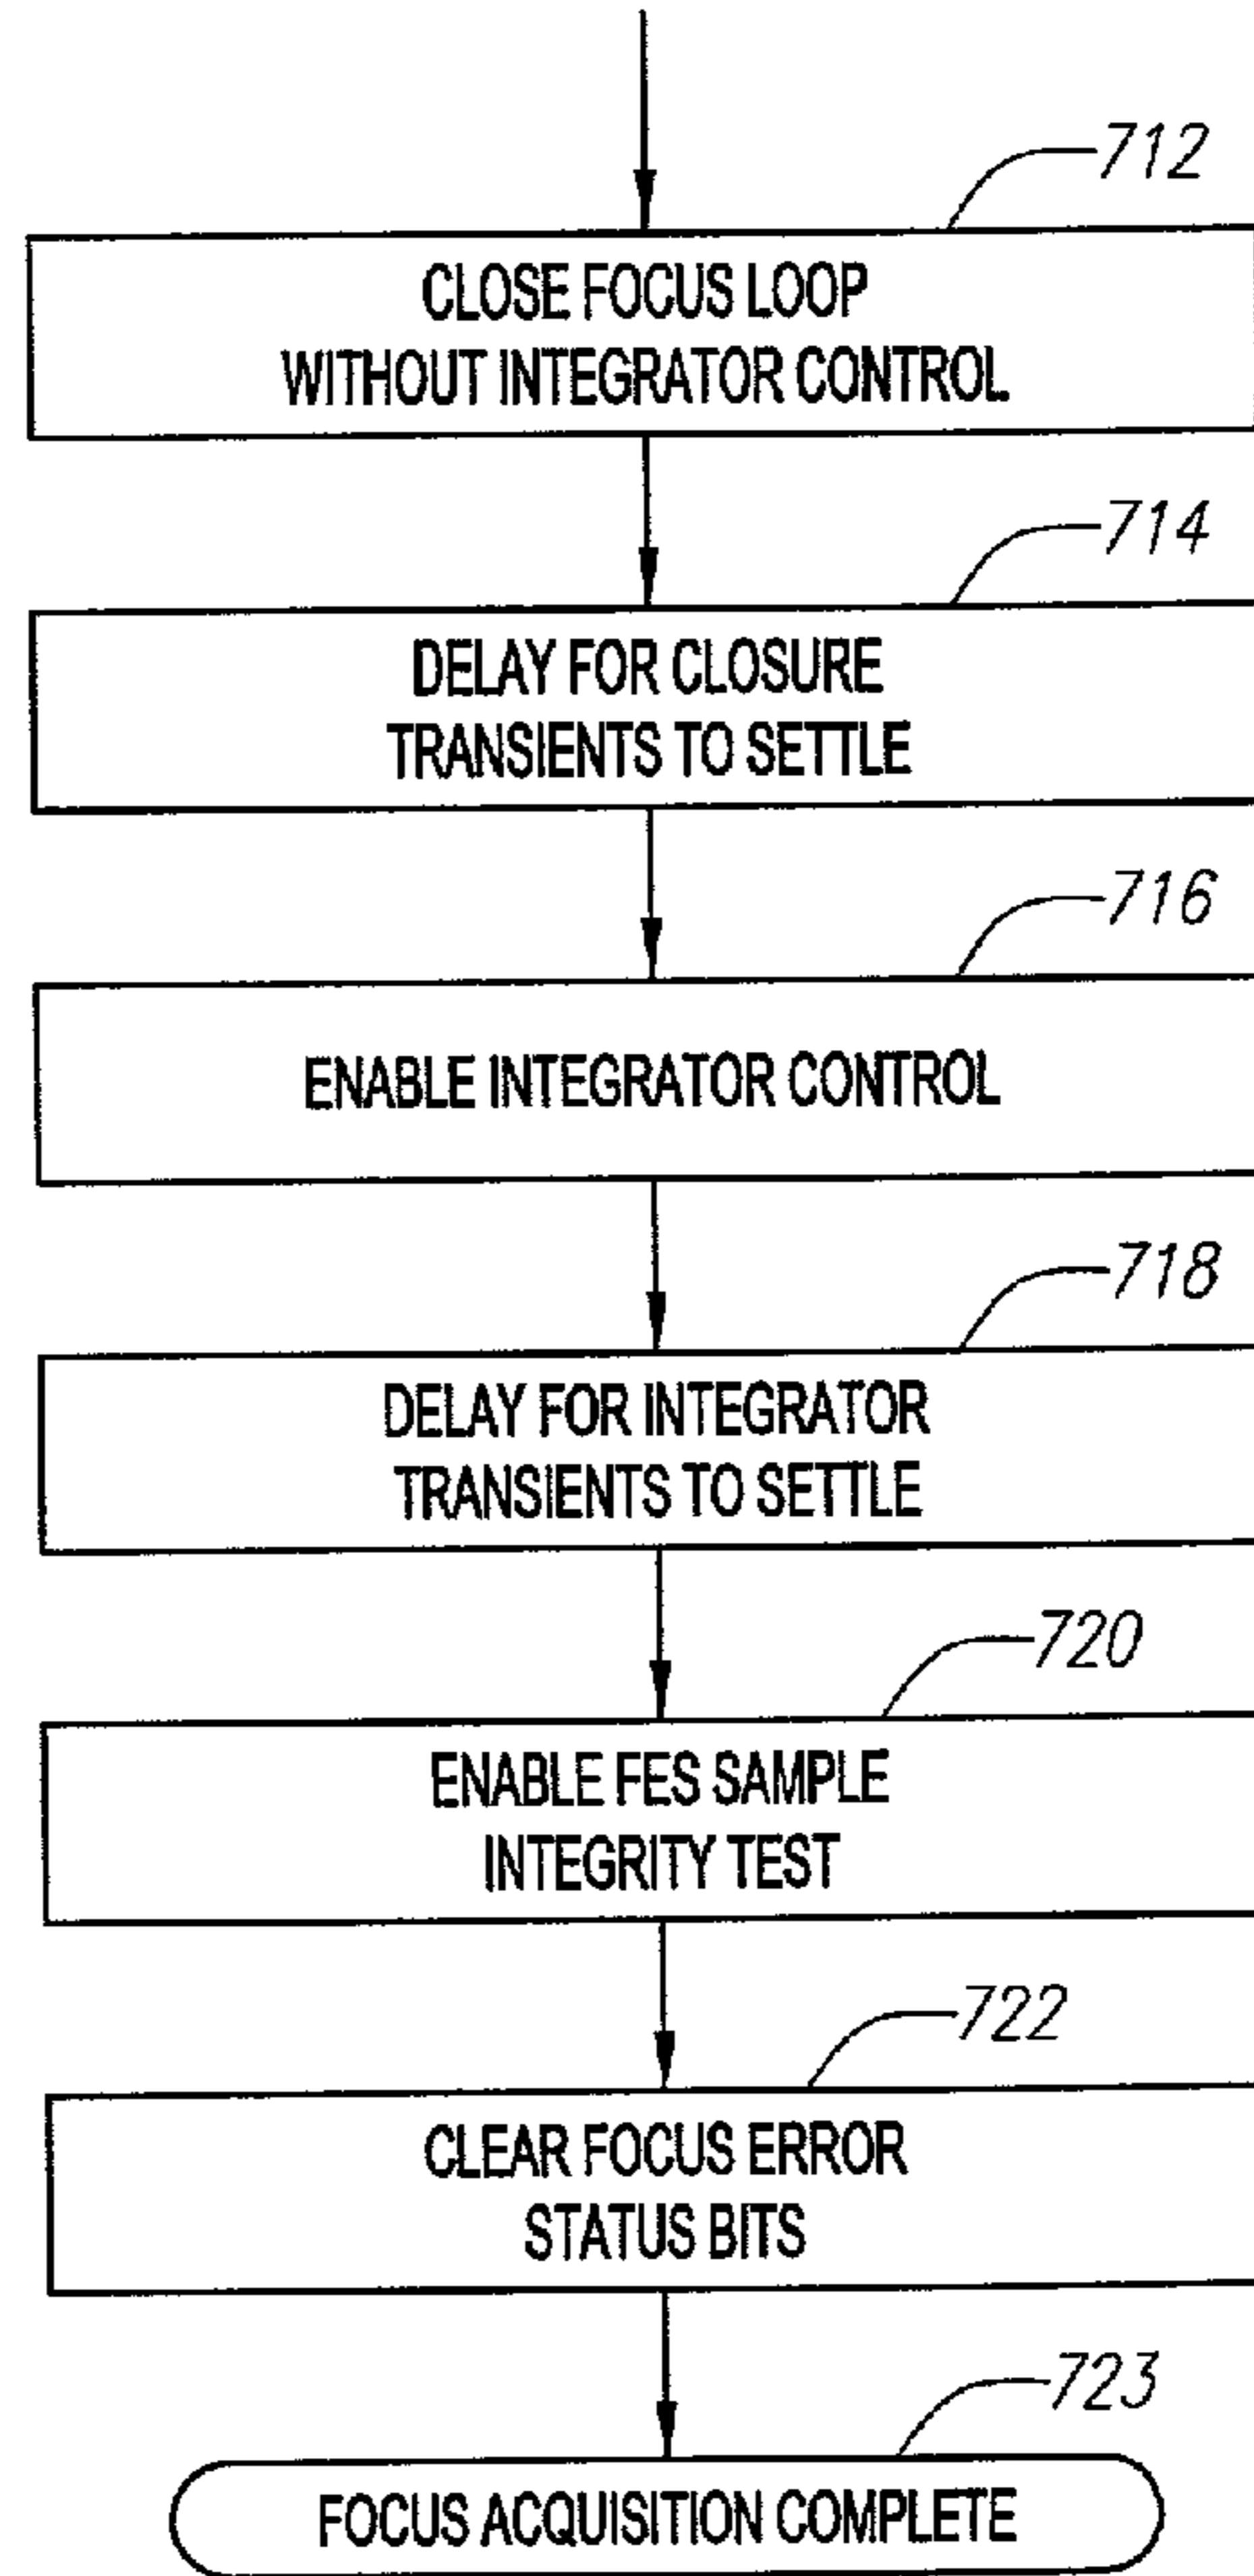 712
CLOSE FOCUS LOOP
WITHOUT INTEGRATOR CONTROL
714
DELAY FOR CLOSURE
TRANSIENTS TO SETTLE
716
ENABLE INTEGRATOR CONTROL
718
DELAY FOR INTEGRATOR
TRANSIENTS TO SETTLE
720
ENABLE FES SAMPLE
INTEGRITY TEST
722
CLEAR FOCUS ERROR
STATUS BITS
723
FOCUS ACQUISITION COMPLETE